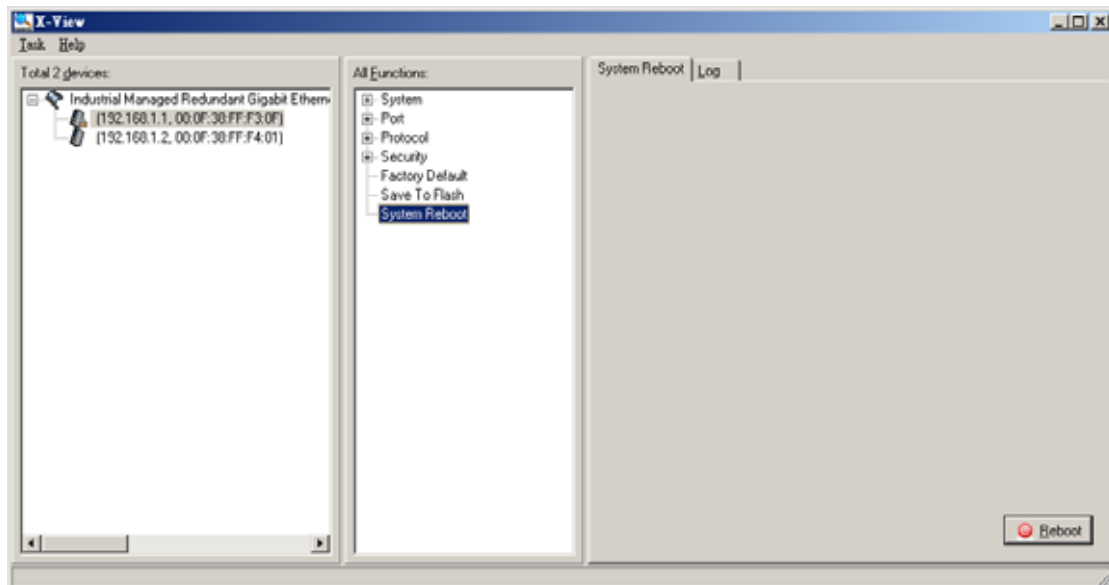 X-View
Task Help
Total 2 devices:
Industrial Managed Redundant Gigabit Ethern
(192.168.1.1, 00:0F:38:FF:F3:0F)
(192.168.1.2, 00:0F:38:FF:F4:01)
All Functions:
System
Port
Protocol
Security
Factory Default
Save To Flash
System Reboot
System Reboot Log
Reboot